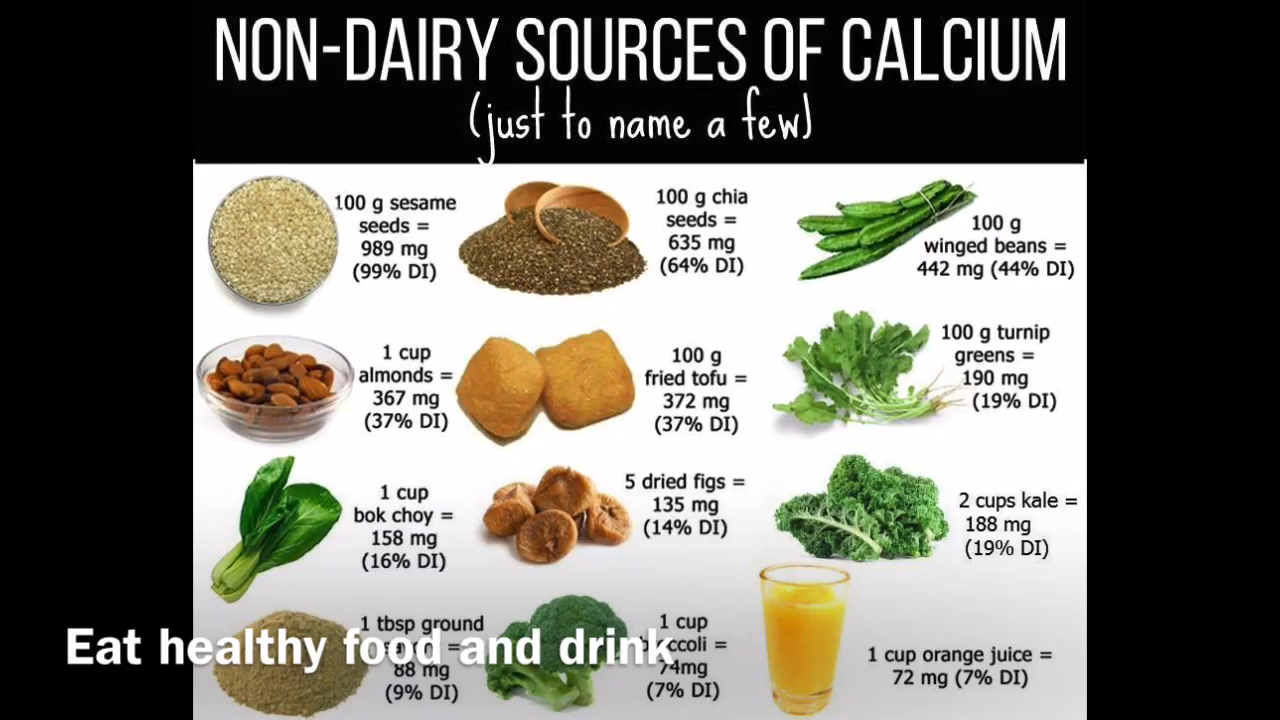 NON-DAIRY SOURCES OF CALCIUM
(just to name a few)
100 g sesame
seeds =
989 mg
(99% DI)
100 g chia
seeds =
635 mg
(64% DI)
100 g
winged beans =
442 mg (44% DI)
1 cup
almonds =
367 mg
(37% DI)
100 g
fried tofu =
372 mg
(37% DI)
100 g turnip
greens =
190 mg
(19% DI)
1 cup
bok choy =
158 mg
(16% DI)
5 dried figs =
135 mg
(14% DI)
2 cups kale =
188 mg
(19% DI)
1 tbsp ground
=
88 mg
(9% DI)
1 cup
broccoli =
74mg
(7% DI)
1 cup orange juice =
72 mg (7% DI)
Eat healthy food and drink